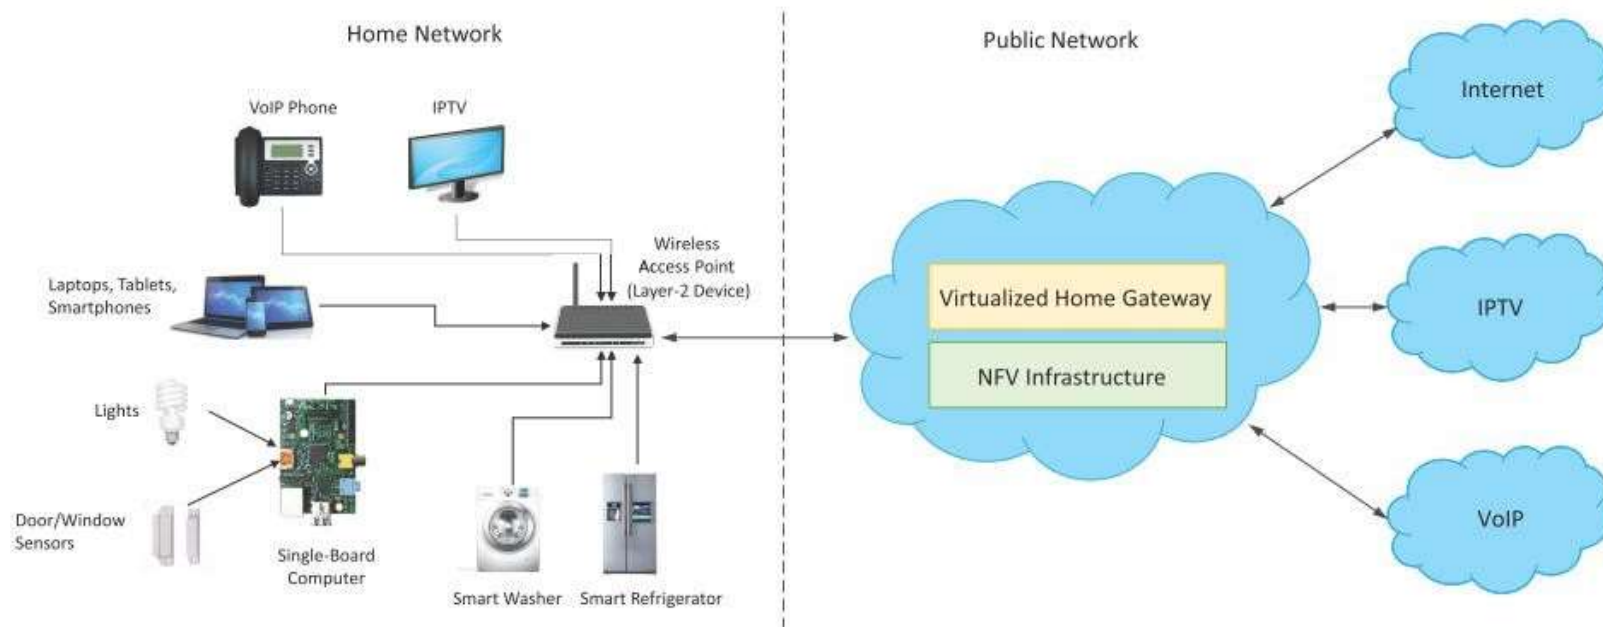 Home Network
Public Network
VoIP Phone
IPTV
Wireless
Access Point
(Layer-2 Device)
Laptops, Tablets,
Smartphones
Lights
Door/Window
Sensors
Single-Board
Computer
Smart Washer
Smart Refrigerator
Virtualized Home Gateway
NFV Infrastructure
Internet
IPTV
VoIP